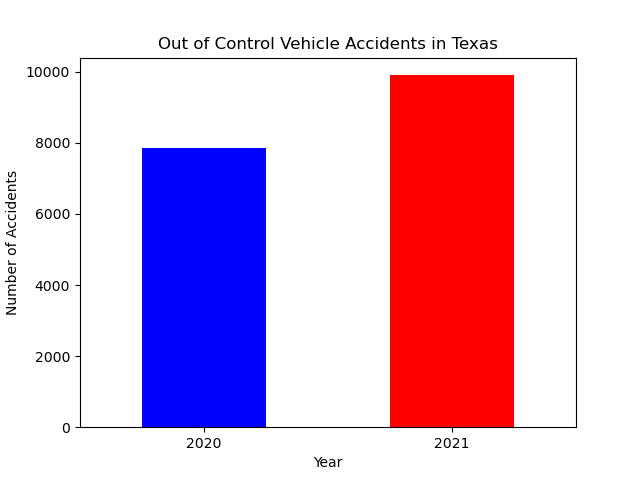 Out of Control Vehicle Accidents in Texas
Number of Accidents
10000
8000
6000
4000
2000
0
2020
2021
Year